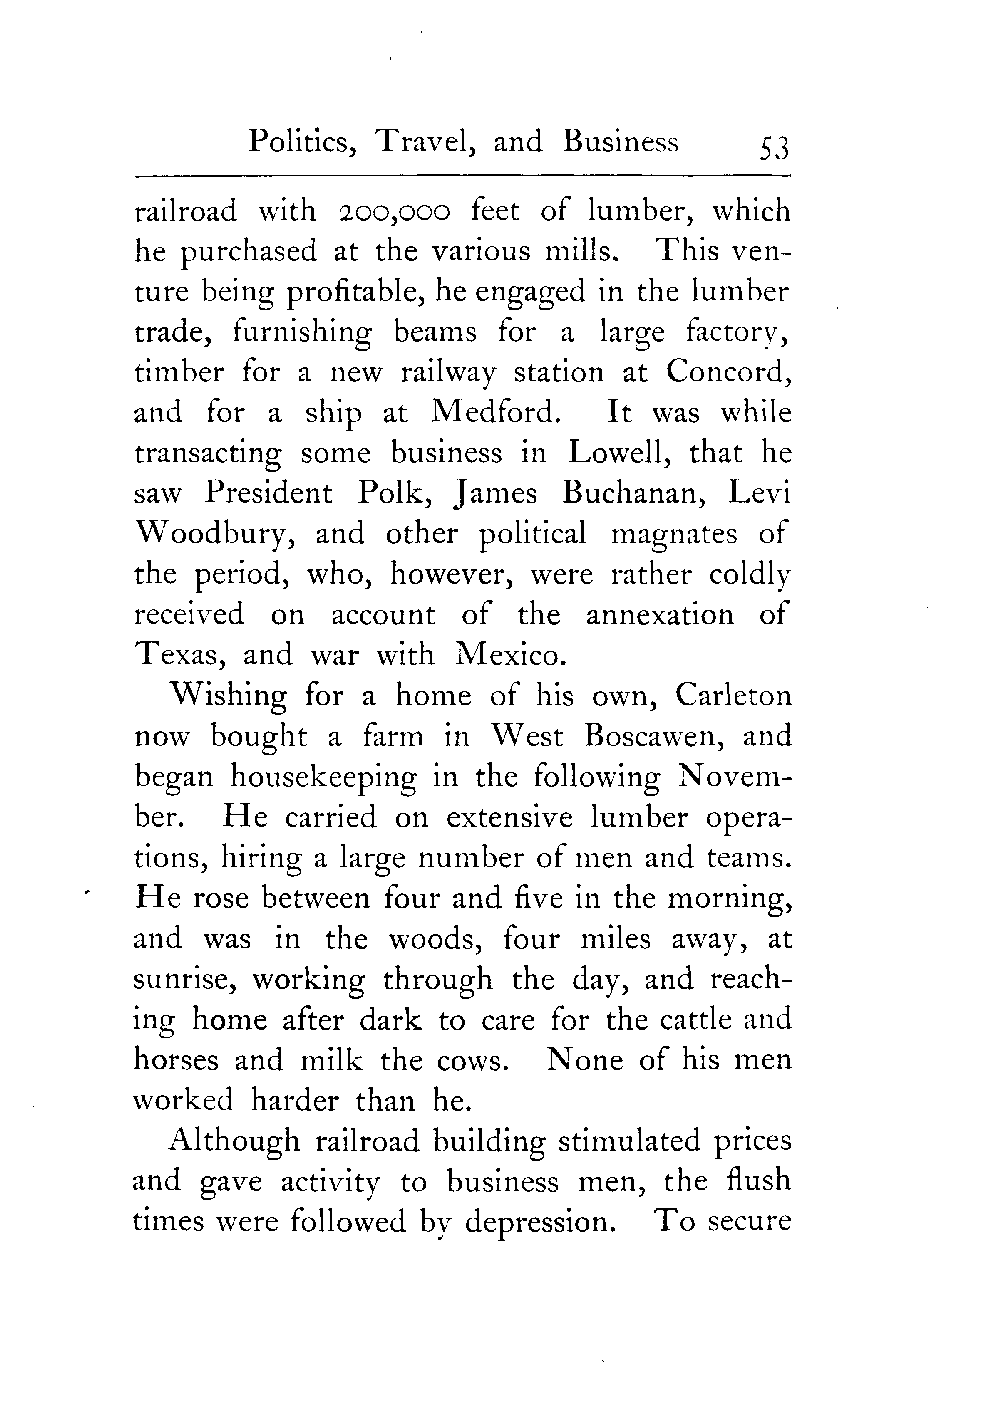 Politics, Travel, and Business 53
railroad with 200,000 feet of lumber, which
he purchased at the various mills. This ven-
ture being profitable, he engaged in the lumber
trade, furnishing beams for a large factory,
timber for a new railway station at Concord,
and for a ship at Medford. It was while
transacting some business in Lowell, that he
saw President Polk, James Buchanan, Levi
Woodbury, and other political magnates of
the period, who, however, were rather coldly
received on account of the annexation of
Texas, and war with Mexico.
Wishing for a home of his own, Carleton
now bought a farm in West Boscawen, and
began housekeeping in the following Novem-
ber. He carried on extensive lumber opera-
tions, hiring a large number of men and teams.
He rose between four and five in the morning,
and was in the woods, four miles away, at
sunrise, working through the day, and reach-
ing home after dark to care for the cattle and
horses and milk the cows. None of his men
worked harder than he.
Although railroad building stimulated prices
and gave activity to business men, the flush
times were followed by depression. To secure